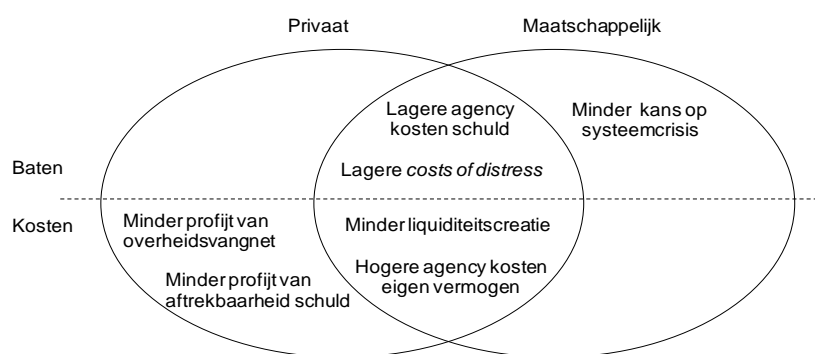 Privaat
Maatschappelijk
Lagere agency
kosten schuld
Minder kans op
systeemcrisis
Baten
Lagere costs of distress
Kosten
Minder profijt van
overheidsvangnet
Minder liquiditeitscreatie
Minder profijt van
aftrekbaarheid schuld
Hogere agency kosten
eigen vermogen